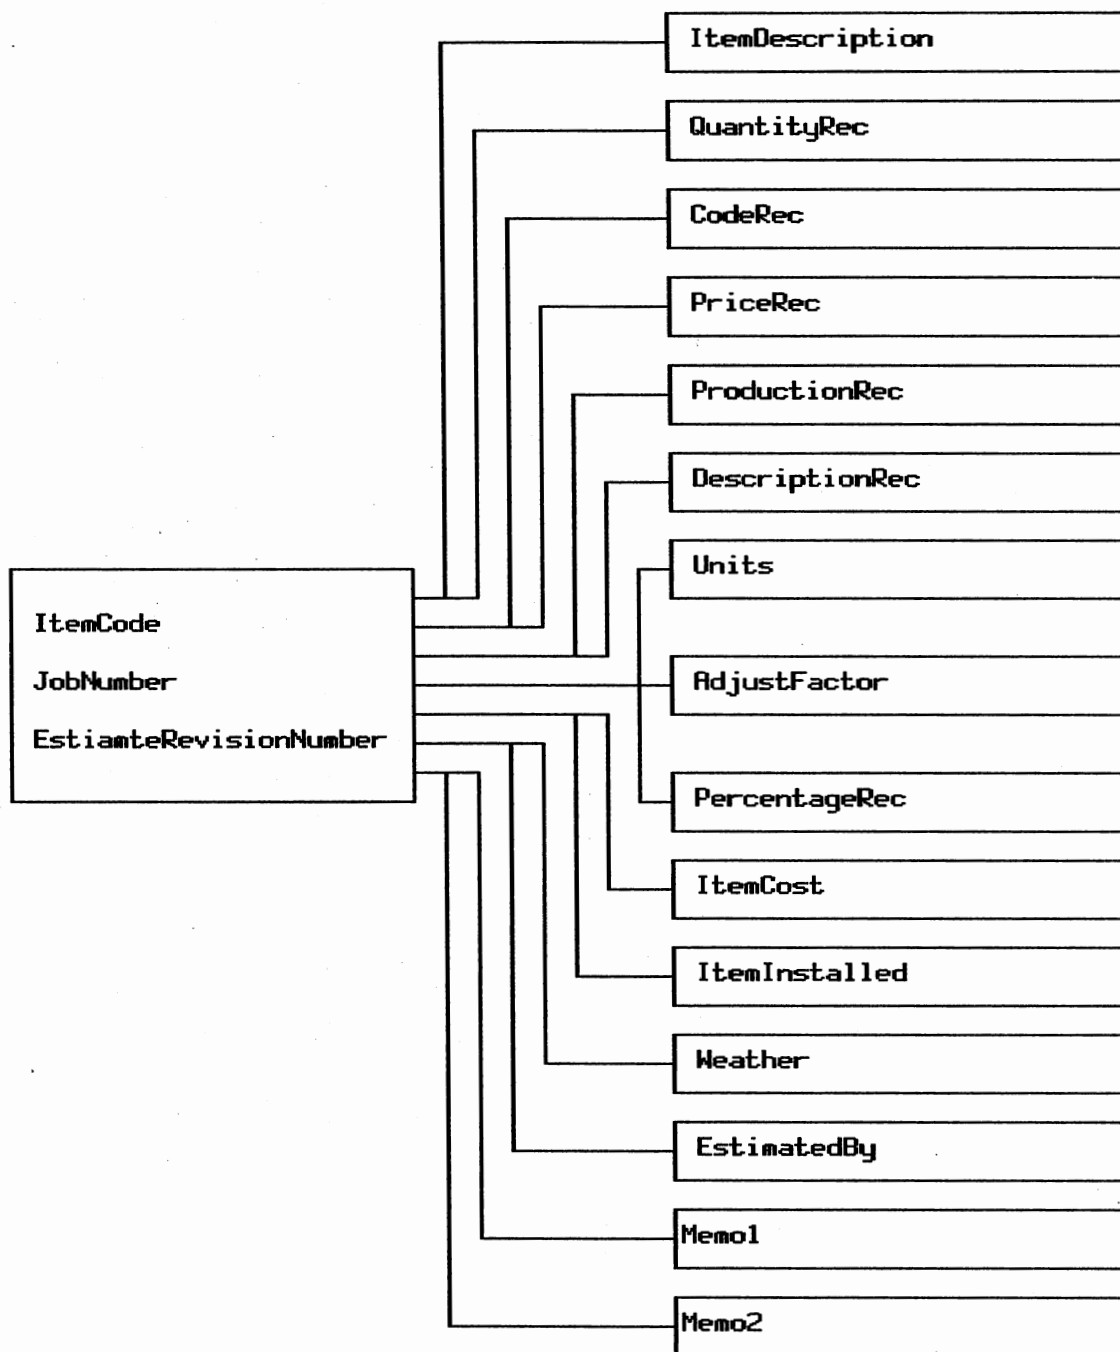 ItemDescription
QuantityRec
CodeRec
PriceRec
ProductionRec
DescriptionRec
Units
ItemCode
JobNumber
EstiamteRevisionNumber
AdjustFactor
PercentageRec
ItemCost
ItemInstalled
Weather
EstimatedBy
Memo1
Memo2